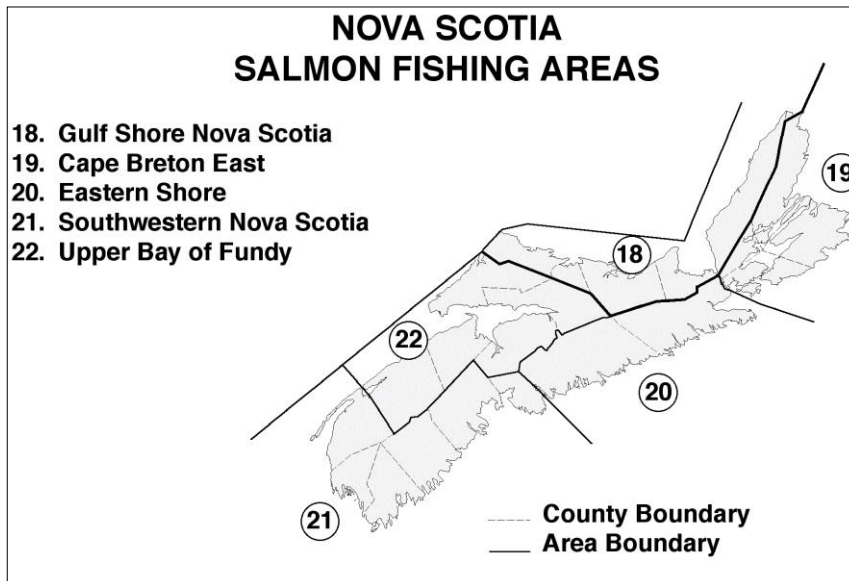 NOVA SCOTIA
SALMON FISHING AREAS
18. Gulf Shore Nova Scotia
19. Cape Breton East
20. Eastern Shore
21. Southwestern Nova Scotia
22. Upper Bay of Fundy
19
18
22
20
21
County Boundary
Area Boundary